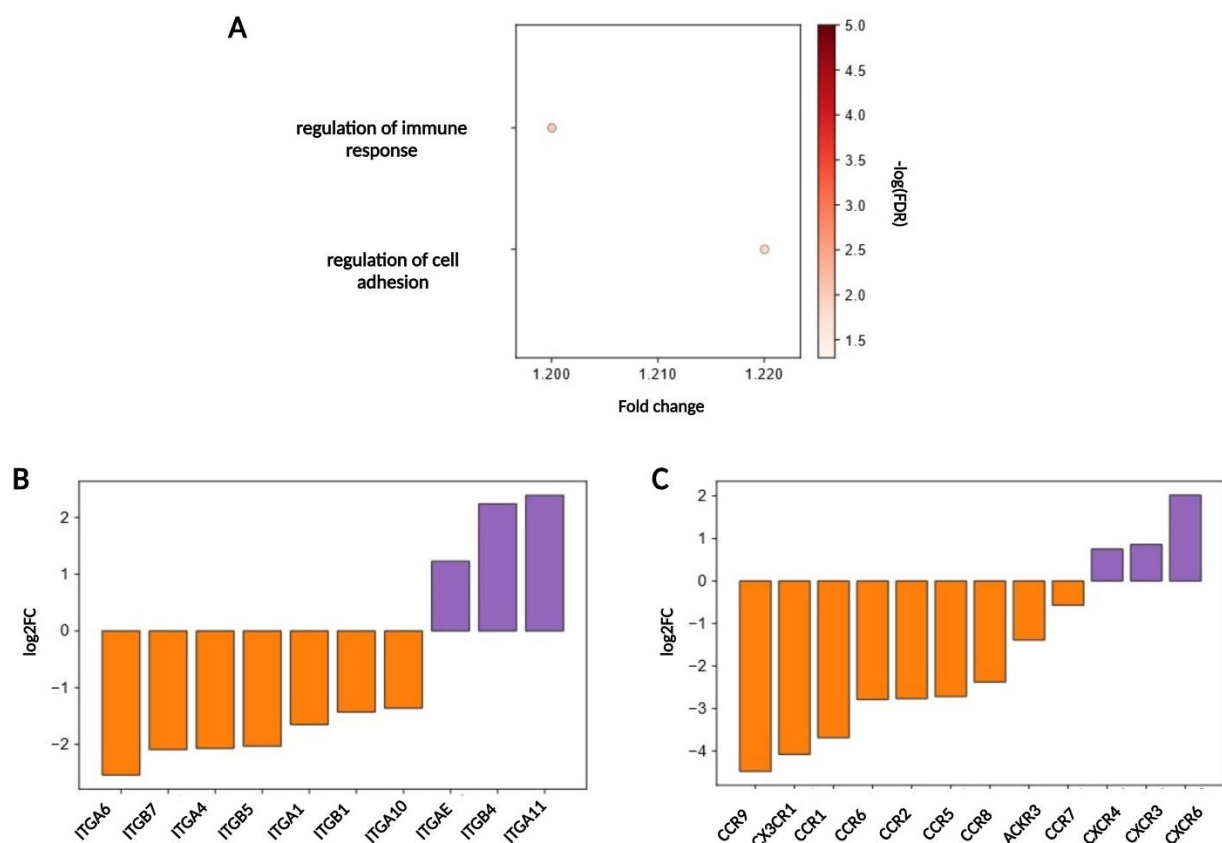 A
regulation of immune
response
regulation of cell
adhesion
1.200 1.210 1.220
Fold change
5.0
4.5
4.0
3.5
3.0
2.5
2.0
1.5
-log(FDR)
B
log2FC
2
1
0
−1
−2
ITGA6 ITGB7 ITGA4 ITGB5 ITGA1 ITGB1 ITGA10 ITGAE ITGB4 ITGA11
C
log2FC
2
1
0
−1
−2
−3
−4
CCR9 CX3CR1 CCR1 CCR6 CCR2 CCR5 CCR8 ACKR3 CCR7 CXCR4 CXCR3 CXCR6